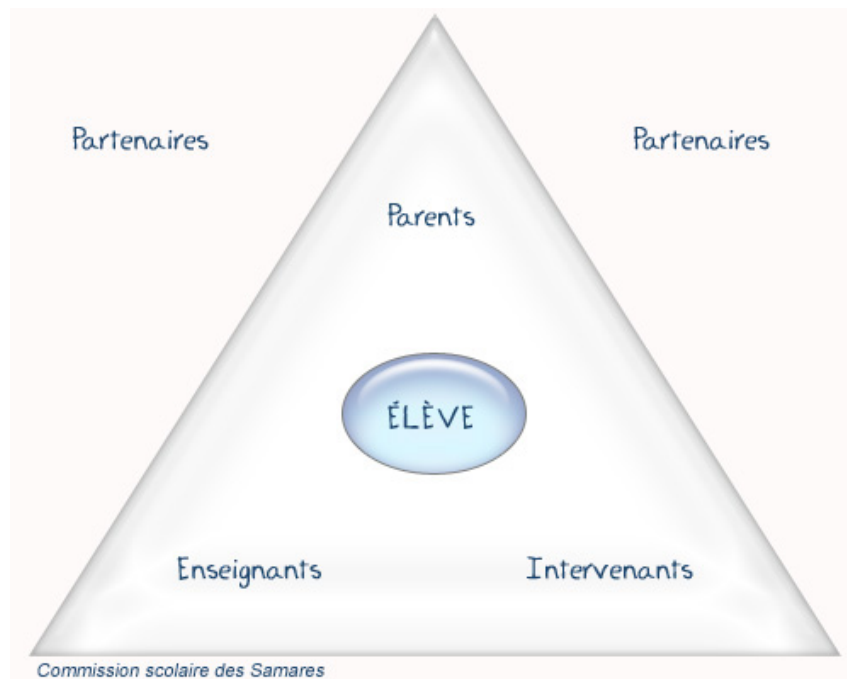 Partenaires
Partenaires
Parents
ÉLÈVE
Enseignants
Intervenants
Commission scolaire des Samares